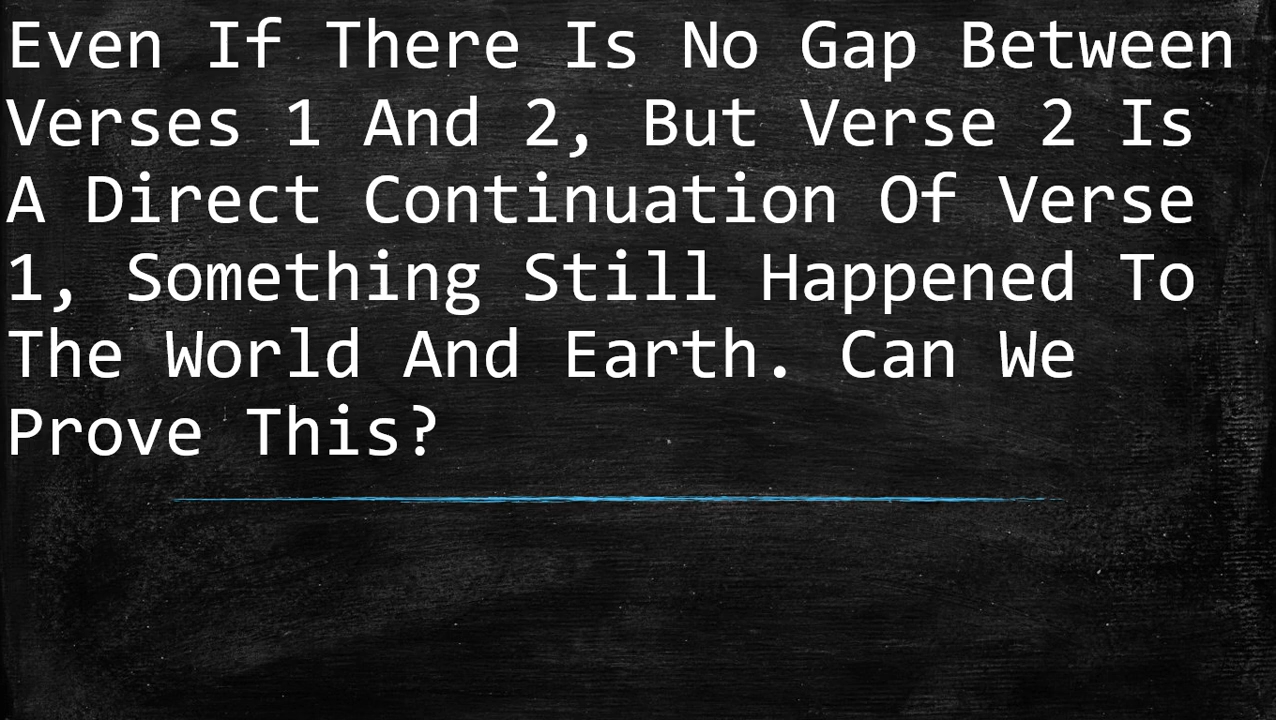 Even If There Is No Gap Between
Verses 1 And 2, But Verse 2 Is
A Direct Continuation Of Verse
1, Something Still Happened To
The World And Earth. Can We
Prove This?